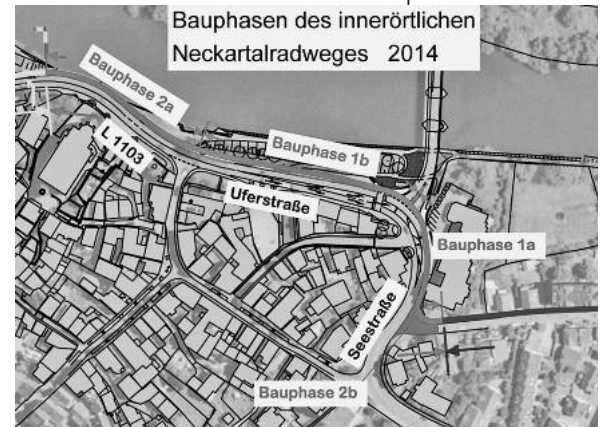 Bauphasen des innerörtlichen
Neckartalradweges 2014
Bauphase 2a
L 1103
Bauphase 1b
Uferstraße
Bauphase 1a
Seestraße
Bauphase 2b